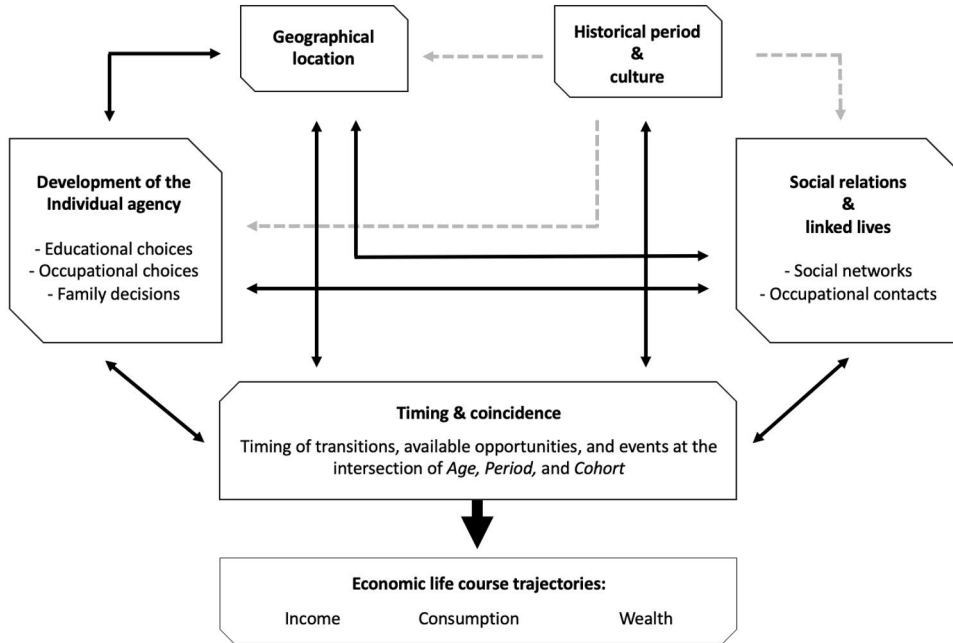 Geographical
location
Historical period
&
culture
Development of the
Individual agency
- Educational choices
- Occupational choices
- Family decisions
Social relations
&
linked lives
- Social networks
- Occupational contacts
Timing & coincidence
Timing of transitions, available opportunities, and events at the
intersection of Age, Period, and Cohort
Economic life course trajectories:
Income Consumption Wealth